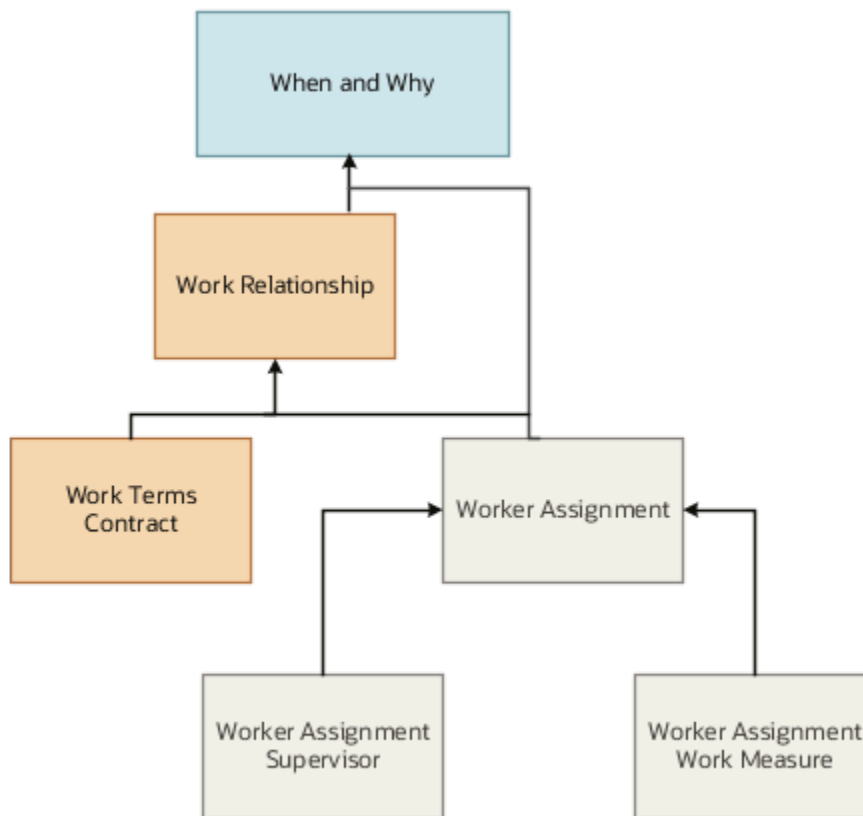 When and Why
Work Relationship
Work Terms
Contract
Worker Assignment
Worker Assignment
Supervisor
Worker Assignment
Work Measure